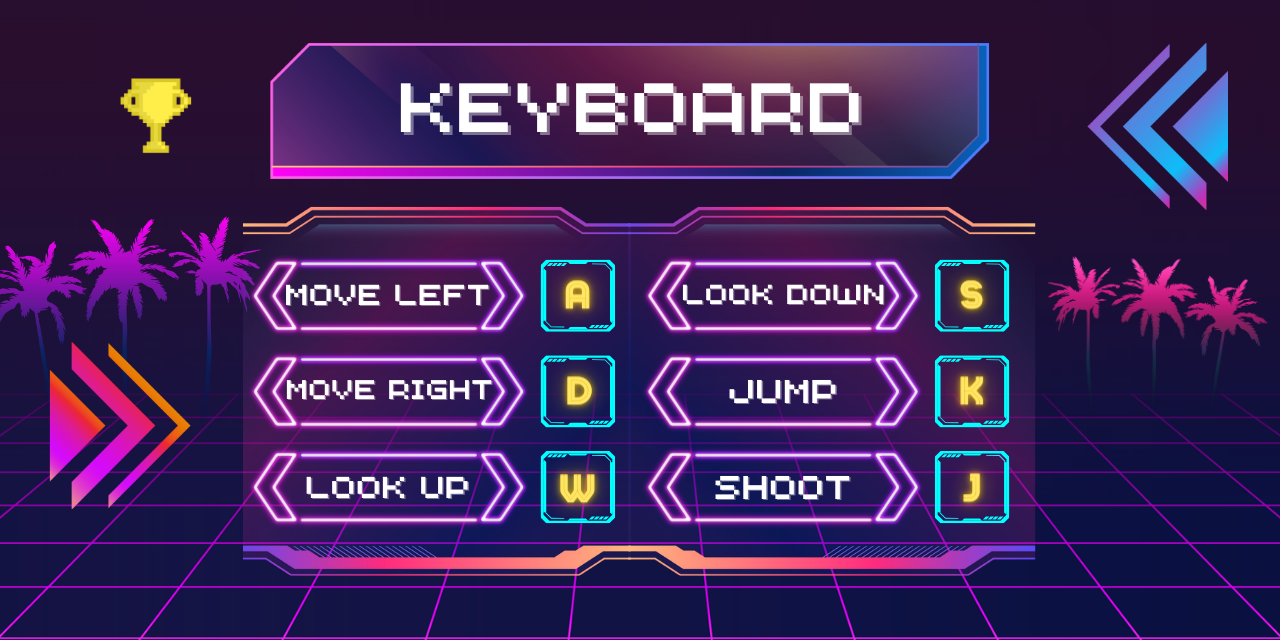 KEYBOARD
MOVE LEFT A
LOOK DOWN S
MOVE RIGHT D
JUMP K
LOOK UP W
SHOOT J